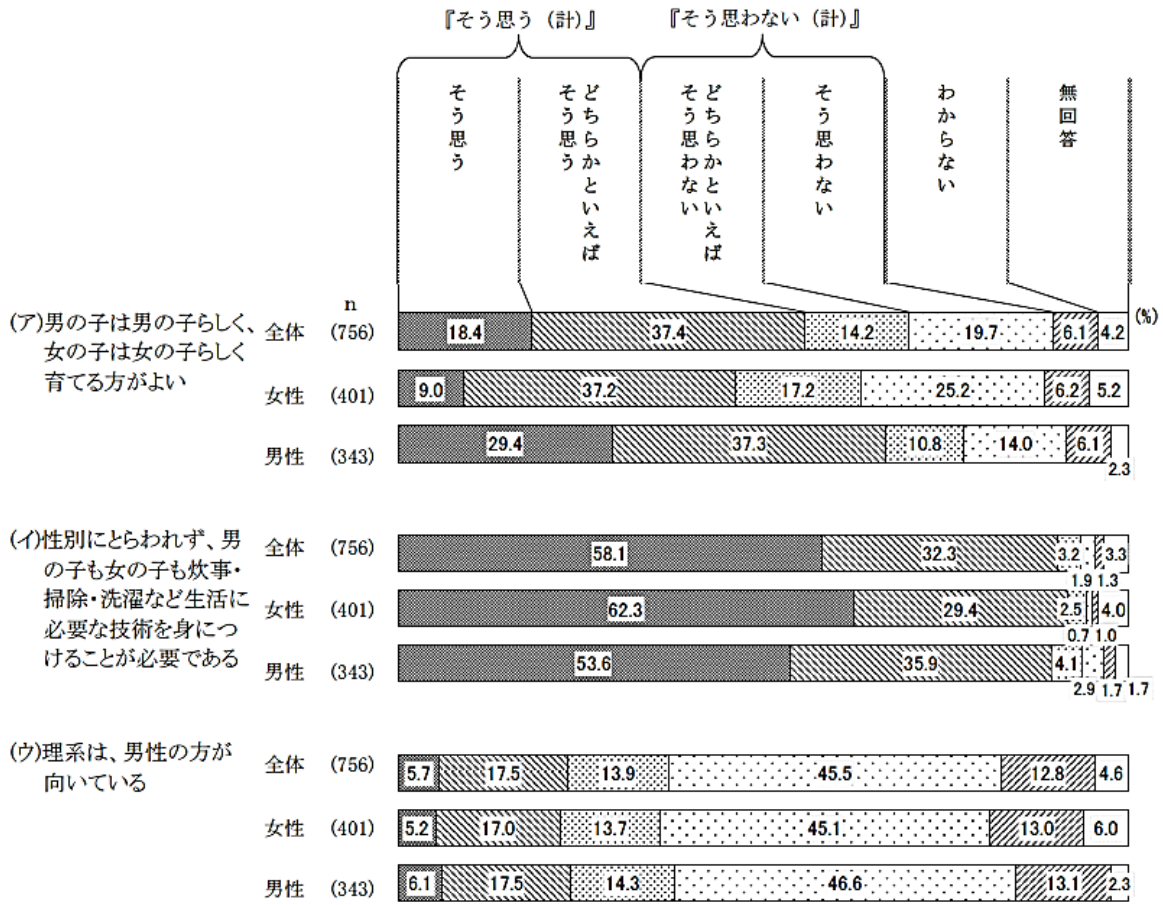 『そう思う（計）』
『そう思わない（計）』
そう思う
どちらかといえば
そう思う
どちらかといえば
そう思わない
そう思わない
わからない
無回答
n
(%)
(ア)男の子は男の子らしく、
女の子は女の子らしく
育てる方がよい
全体 (756) 18.4 37.4 14.2 19.7 6.1 4.2
女性 (401) 9.0 37.2 17.2 25.2 6.2 5.2
男性 (343) 29.4 37.3 10.8 14.0 6.1 2.3
(イ)性別にとらわれず、男
の子も女の子も炊事・
掃除・洗濯など生活に
必要な技術を身につ
けることが必要である
全体 (756) 58.1 32.3 3.2 1.9 1.3 3.3
女性 (401) 62.3 29.4 2.5 0.7 1.0 4.0
男性 (343) 53.6 35.9 4.1 2.9 1.7 1.7
(ウ)理系は、男性の方が
向いている
全体 (756) 5.7 17.5 13.9 45.5 12.8 4.6
女性 (401) 5.2 17.0 13.7 45.1 13.0 6.0
男性 (343) 6.1 17.5 14.3 46.6 13.1 2.3